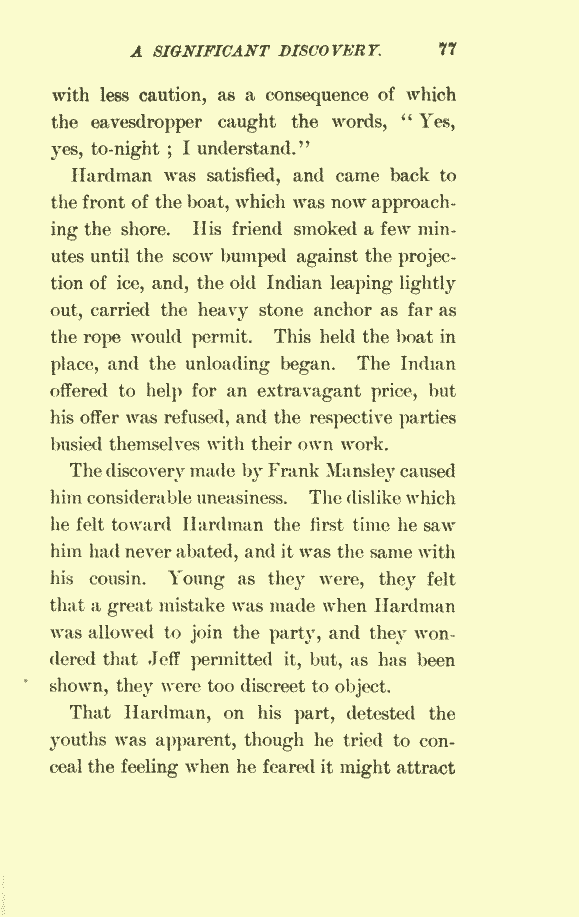 A SIGNIFICANT DISCOVERY. 77
with less caution, as a consequence of which
the eavesdropper caught the words, “ Yes,
yes, to-night ; I understand.”
Hardman was satisfied, and came back to
the front of the boat, which was now approach-
ing the shore. His friend smoked a few min-
utes until the scow bumped against the projec-
tion of ice, and, the old Indian leaping lightly
out, carried the heavy stone anchor as far as
the rope would permit. This held the boat in
place, and the unloading began. The Indian
offered to help for an extravagant price, but
his offer was refused, and the respective parties
busied themselves with their own work.
The discovery made by Frank Mansley caused
him considerable uneasiness. The dislike which
he felt toward Hardman the first time he saw
him had never abated, and it was the same with
his cousin. Young as they were, they felt
that a great mistake was made when Hardman
was allowed to join the party, and they won-
dered that Jeff permitted it, but, as has been
shown, they were too discreet to object.
That Hardman, on his part, detested the
youths was apparent, though he tried to con-
ceal the feeling when he feared it might attract